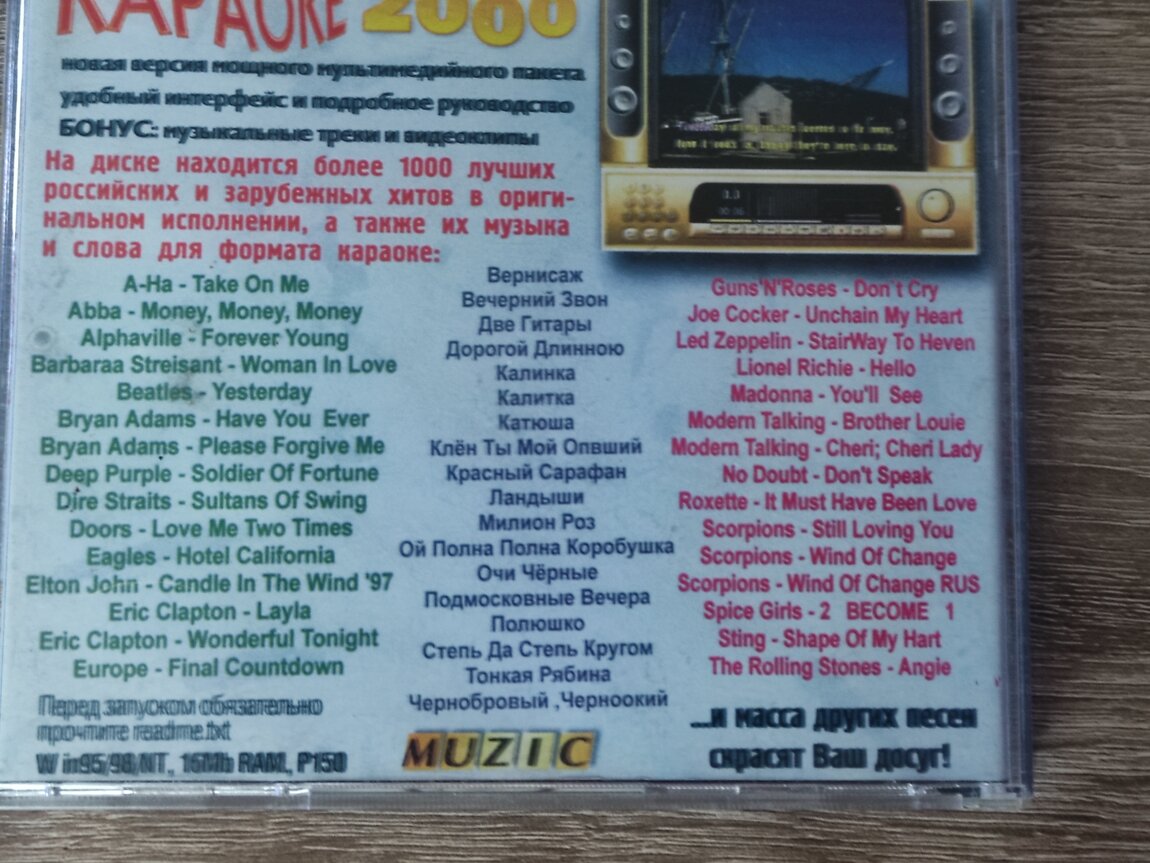 КАРАОКЕ 2000
новая версия мощного мультимедийного пакета
удобный интерфейс и подробное руководство
БОНУС: музыкальные треки и видеоклипы
На диске находится более 1000 лучших
российских и зарубежных хитов в ориги-
нальном исполнении, а также их музыка
и слова для формата караоке:
A-Ha - Take On Me
Abba - Money, Money, Money
Alphaville - Forever Young
Barbaraa Streisant - Woman In Love
Beatles - Yesterday
Bryan Adams - Have You Ever
Bryan Adams - Please Forgive Me
Deep Purple - Soldier Of Fortune
Dire Straits - Sultans Of Swing
Doors - Love Me Two Times
Eagles - Hotel California
Elton John - Candle In The Wind '97
Eric Clapton - Layla
Eric Clapton - Wonderful Tonight
Europe - Final Countdown
Перед запуском обязательно
прочтите readme.txt
Win95/98/NT, 16Mb RAM, P150
Вернисаж
Вечерний Звон
Две Гитары
Дорогой Длинною
Калинка
Калитка
Катюша
Клён Ты Мой Опвший
Красный Сарафан
Ландыши
Милион Роз
Ой Полна Полна Коробушка
Очи Чёрные
Подмосковные Вечера
Полюшко
Степь Да Степь Кругом
Тонкая Рябина
Чернобровый ,Черноокий
MUZIC
Guns'N'Roses - Don't Cry
Joe Cocker - Unchain My Heart
Led Zeppelin - StairWay To Heven
Lionel Richie - Hello
Madonna - You'll See
Modern Talking - Brother Louie
Modern Talking - Cheri; Cheri Lady
No Doubt - Don't Speak
Roxette - It Must Have Been Love
Scorpions - Still Loving You
Scorpions - Wind Of Change
Scorpions - Wind Of Change RUS
Spice Girls - 2 BECOME 1
Sting - Shape Of My Hart
The Rolling Stones - Angie
...и масса других песен
скрасят Ваш досуг!